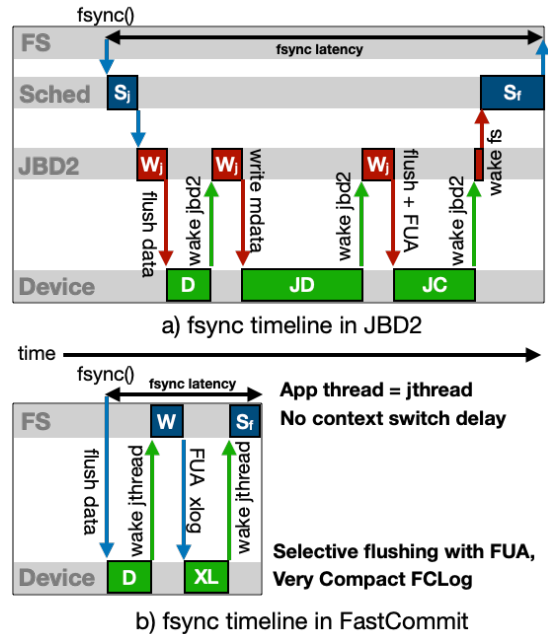 fsync()
FS
fsync latency
Sched
Sj
Sf
JBD2
Wj
Wj
Wj
flush data
wake jbd2
write mdata
wake jbd2
flush + FUA
wake jbd2
wake fs
Device
D
JD
JC
a) fsync timeline in JBD2
time
fsync()
fsync latency
App thread = jthread
No context switch delay
FS
W
Sf
flush data
wake jthread
FUA xlog
wake jthread
Selective flushing with FUA,
Very Compact FCLog
Device
D
XL
b) fsync timeline in FastCommit